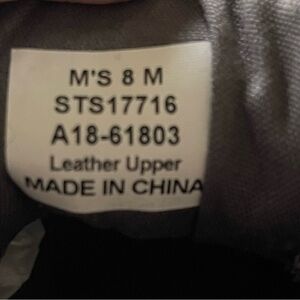 M'S 8 M
STS17716
A18-61803
Leather Upper
MADE IN CHINA